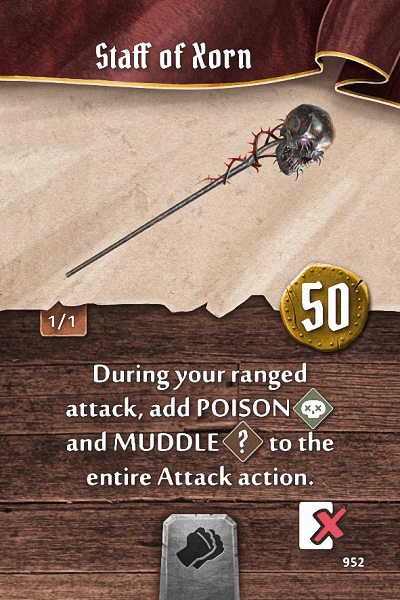 Staff of Xorn
1/1
50
During your ranged
attack, add POISON
and MUDDLE ? to the
entire Attack action.
952